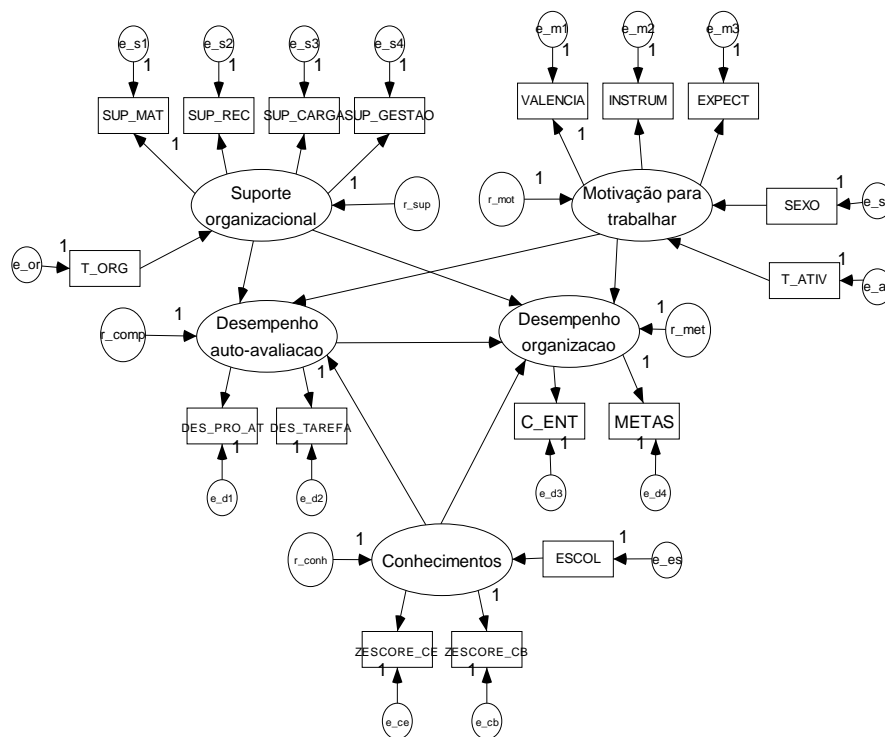 e_s1
e_s2
e_s3
e_s4
e_m1
e_m2
e_m3
1
1
1
1
1
1
1
SUP_MAT
SUP_REC
SUP_CARGAS
SUP_GESTAO
VALENCIA
INSTRUM
EXPECT
1
1
1
Suporte
organizacional
r_sup
1
r_mot
1
Motivação para
trabalhar
SEXO
1
e_s
e_or
1
T_ORG
T_ATIV
1
e_a
r_comp
1
Desempenho
auto-avaliacao
Desempenho
organizacao
1
r_met
1
1
DES_PRO_AT
DES_TAREFA
C_ENT
METAS
1
1
1
1
e_d1
e_d2
e_d3
e_d4
r_conh
1
Conhecimentos
ESCOL
1
e_es
1
ZESCORE_CE
ZESCORE_CB
1
1
e_ce
e_cb